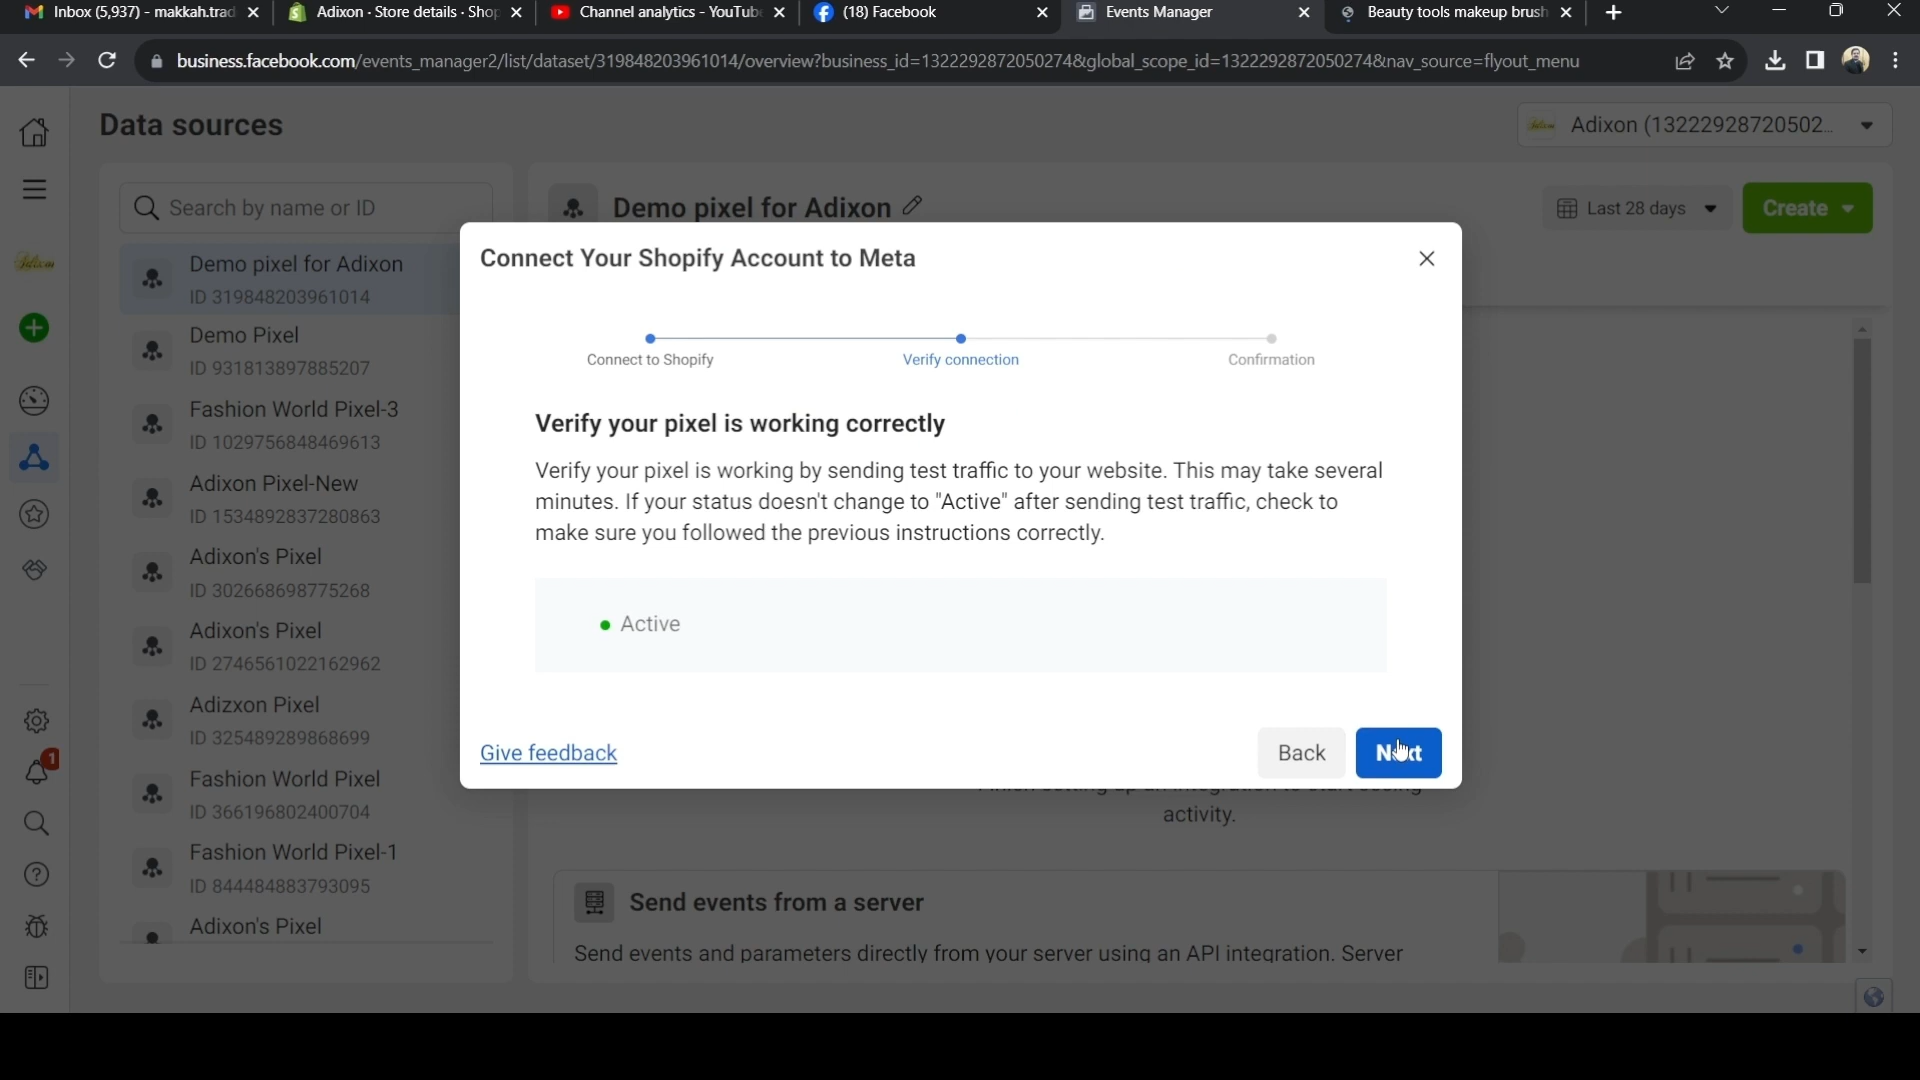 Inbox (5,937) - makkah.trad
Adixon · Store details · Shop
Channel analytics - YouTube
(18) Facebook
Events Manager
Beauty tools makeup brush
business.facebook.com/events_manager2/list/dataset/319848203961014/overview?business_id=1322292872050274&global_scope_id=1322292872050274&nav_source=flyout_menu
Data sources
Adixon (13222928720502...
Search by name or ID
Demo pixel for Adixon
Last 28 days
Create
Demo pixel for Adixon
ID 319848203961014
Demo Pixel
ID 931813897885207
Fashion World Pixel-3
ID 1029756848469613
Adixon Pixel-New
ID 1534892837280863
Adixon's Pixel
ID 302668698775268
Adixon's Pixel
ID 2746561022162962
Adizxon Pixel
ID 325489289868699
Fashion World Pixel
ID 366196802400704
Fashion World Pixel-1
ID 844484883793095
Adixon's Pixel
1
Connect Your Shopify Account to Meta
Connect to Shopify
Verify connection
Confirmation
Verify your pixel is working correctly
Verify your pixel is working by sending test traffic to your website. This may take several
minutes. If your status doesn't change to "Active" after sending test traffic, check to
make sure you followed the previous instructions correctly.
Active
Give feedback
Back
Next
activity.
Send events from a server
Send events and parameters directly from your server using an API integration. Server